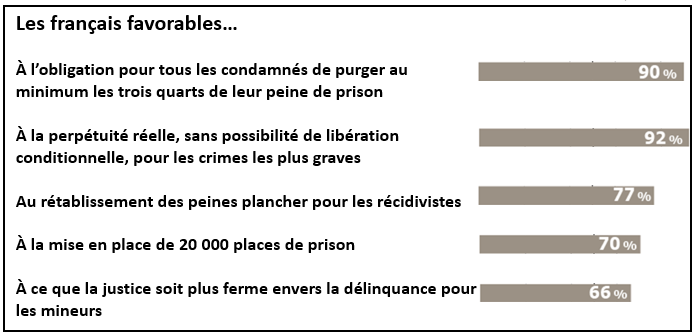 Les français favorables…
À l’obligation pour tous les condamnés de purger au
minimum les trois quarts de leur peine de prison
90 %
À la perpétuité réelle, sans possibilité de libération
conditionnelle, pour les crimes les plus graves
92 %
Au rétablissement des peines plancher pour les récidivistes
77 %
À la mise en place de 20 000 places de prison
70 %
À ce que la justice soit plus ferme envers la délinquance pour
les mineurs
66 %